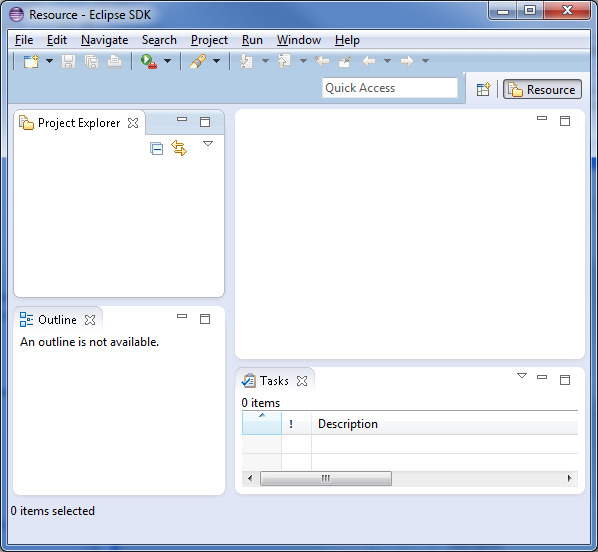 Resource - Eclipse SDK
File Edit Navigate Search Project Run Window Help
Quick Access
Resource
Project Explorer
Outline
An outline is not available.
Tasks
0 items
! Description
0 items selected